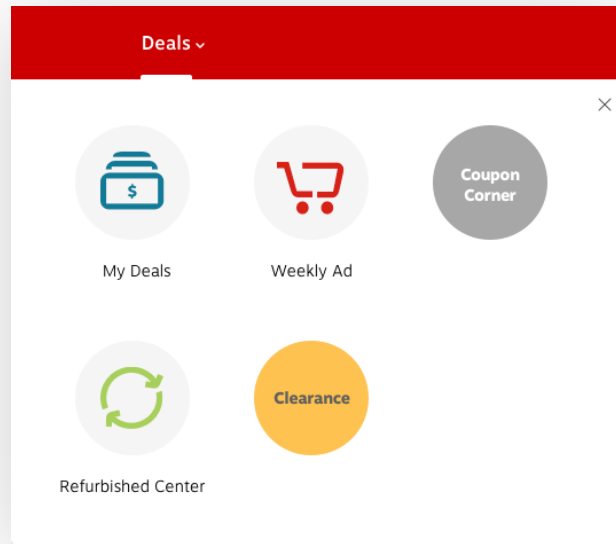 Deals
$
Coupon
Corner
My Deals
Weekly Ad
Clearance
Refurbished Center